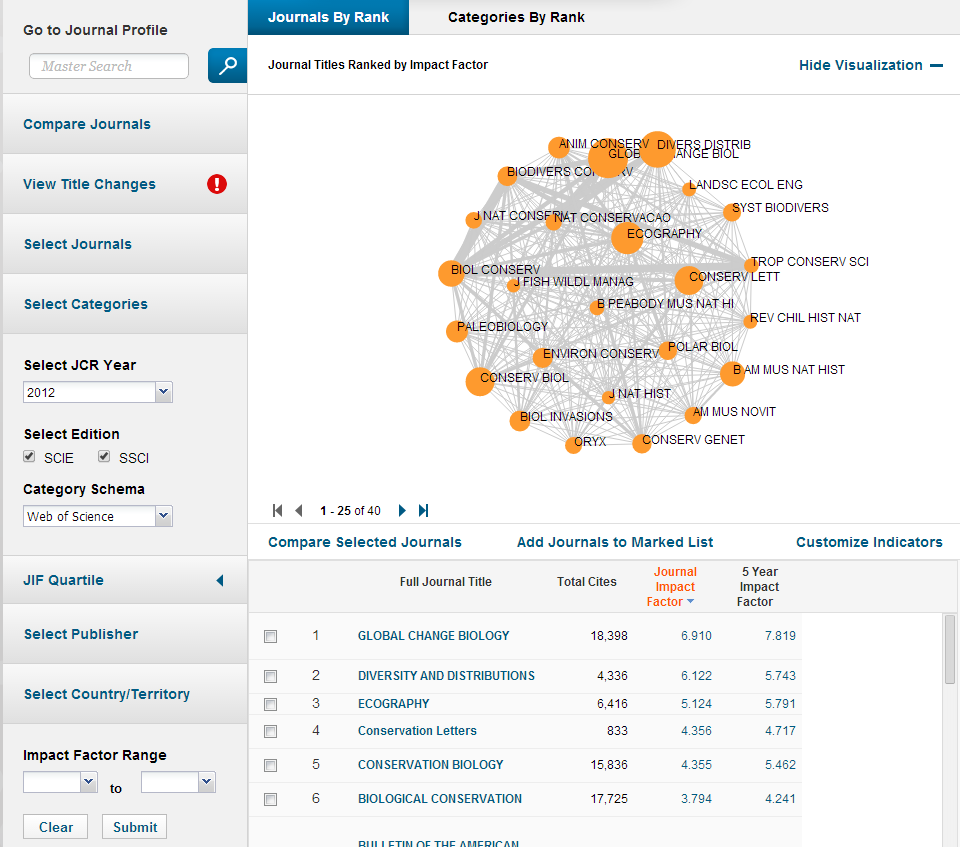 Go to Journal Profile
Master Search
Compare Journals
View Title Changes
Select Journals
Select Categories
Select JCR Year
2012
Select Edition
SCIE SSCI
Category Schema
Web of Science
JIF Quartile
Select Publisher
Select Country/Territory
Impact Factor Range
to
Clear Submit
Journals By Rank Categories By Rank
Journal Titles Ranked by Impact Factor Hide Visualization
ANIM CONSERV
DIVERS DISTRIB
BIODIVERS
LANDSC ECOL ENG
SYST BIODIVERS
J NAT CONSERV
NAT CONSERVACAO
ECOGRAPHY
TROP CONSERV SCI
BIOL CONSERV
CONSERV LETT
J FISH WILDL MANAG
B PEABODY MUS NAT HI
REV CHIL HIST NAT
PALEOBIOLOGY
POLAR BIOL
ENVIRON CONSERV
B AM MUS NAT HIST
CONSERV BIOL
J NAT HIST
AM MUS NOVIT
BIOL INVASIONS
ORYX
CONSERV GENET
1 - 25 of 40
Compare Selected Journals Add Journals to Marked List Customize Indicators
Full Journal Title Total Cites Journal Impact Factor 5 Year Impact Factor
1 GLOBAL CHANGE BIOLOGY 18,398 6.910 7.819
2 DIVERSITY AND DISTRIBUTIONS 4,336 6.122 5.743
3 ECOGRAPHY 6,416 5.124 5.791
4 Conservation Letters 833 4.356 4.717
5 CONSERVATION BIOLOGY 15,836 4.355 5.462
6 BIOLOGICAL CONSERVATION 17,725 3.794 4.241
BULLETIN OF THE AMERICAN